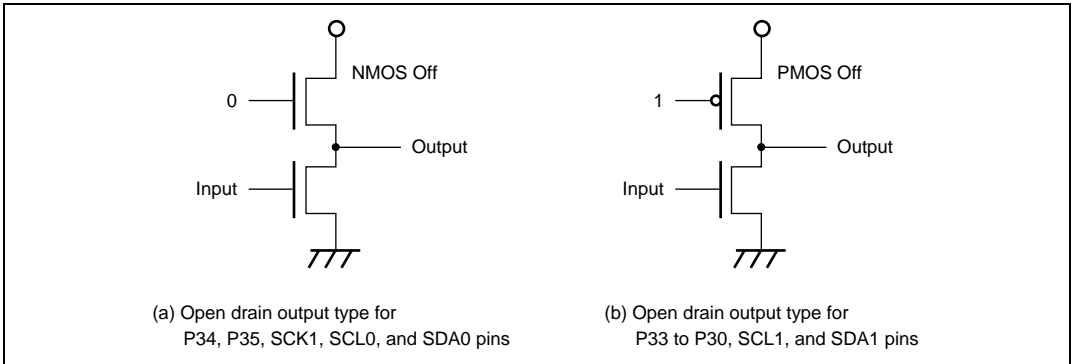 NMOS Off
0
Output
Input
(a) Open drain output type for
P34, P35, SCK1, SCL0, and SDA0 pins
PMOS Off
1
Output
Input
(b) Open drain output type for
P33 to P30, SCL1, and SDA1 pins